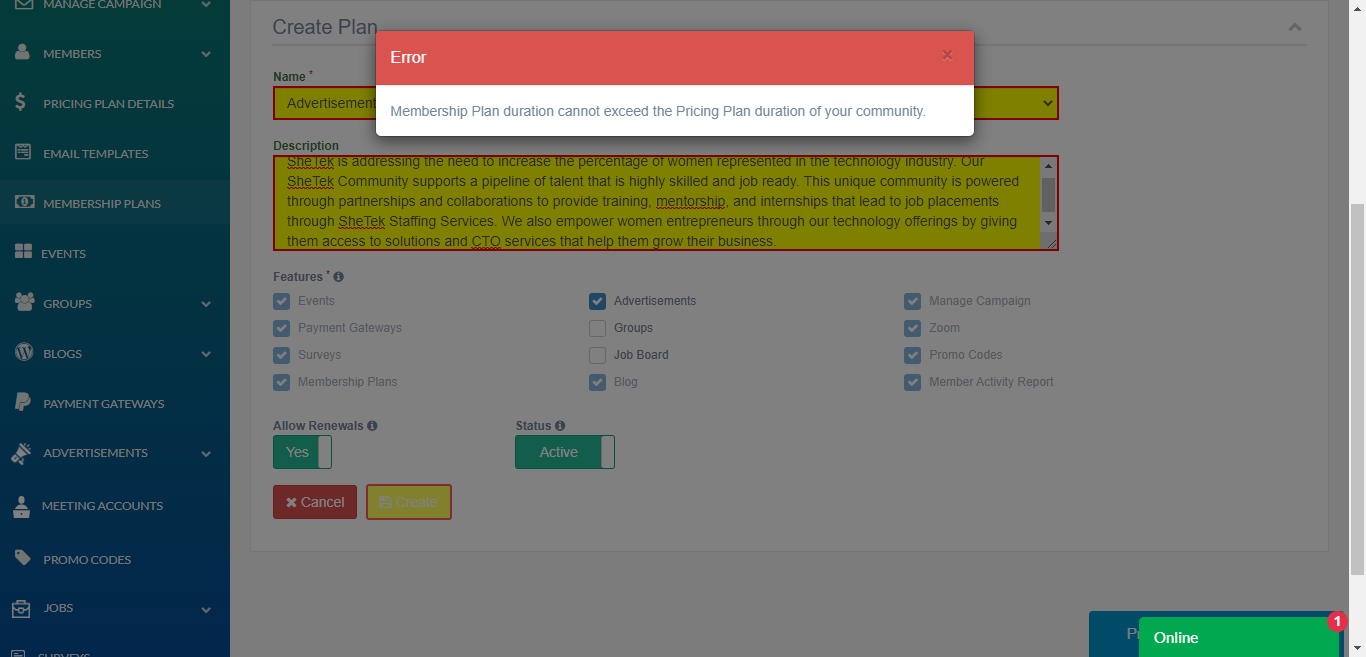 MANAGE CAMPAIGN
MEMBERS
PRICING PLAN DETAILS
EMAIL TEMPLATES
MEMBERSHIP PLANS
EVENTS
GROUPS
BLOGS
PAYMENT GATEWAYS
ADVERTISEMENTS
MEETING ACCOUNTS
PROMO CODES
JOBS
SURVEYS
Create Plan
Error
×
Membership Plan duration cannot exceed the Pricing Plan duration of your community.
Name *
Advertisement
Description
SheTek is addressing the need to increase the percentage of women represented in the technology industry. Our
SheTek Community supports a pipeline of talent that is highly skilled and job ready. This unique community is powered
through partnerships and collaborations to provide training, mentorship, and internships that lead to job placements
through SheTek Staffing Services. We also empower women entrepreneurs through our technology offerings by giving
them access to solutions and CTO services that help them grow their business.
Features *
Events Advertisements Manage Campaign
Payment Gateways Groups Zoom
Surveys Job Board Promo Codes
Membership Plans Blog Member Activity Report
Allow Renewals Status
Yes Active
Cancel Create
Online 1